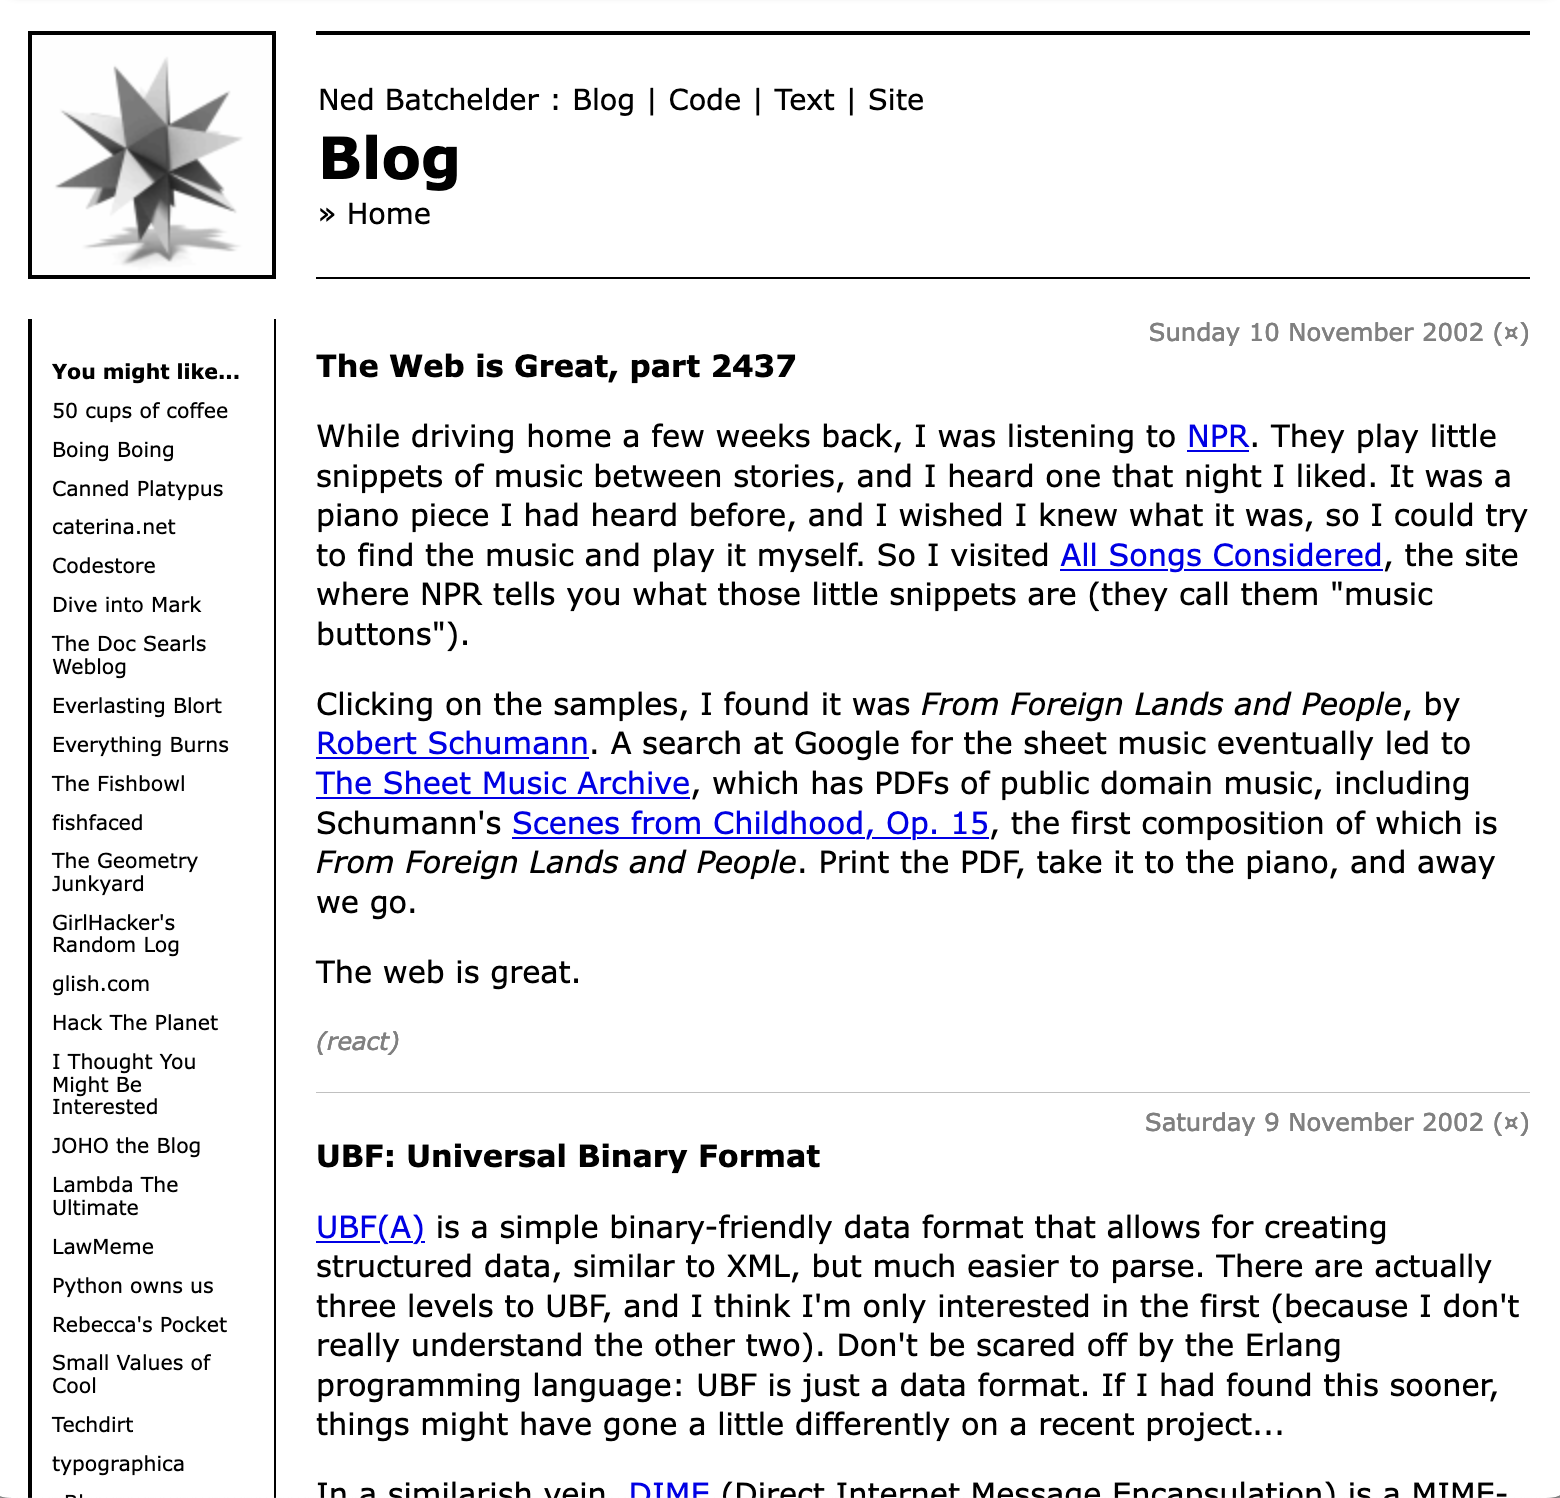 Ned Batchelder : Blog | Code | Text | Site
Blog
» Home
You might like...
50 cups of coffee
Boing Boing
Canned Platypus
caterina.net
Codestore
Dive into Mark
The Doc Searls
Weblog
Everlasting Blort
Everything Burns
The Fishbowl
fishfaced
The Geometry
Junkyard
GirlHacker's
Random Log
glish.com
Hack The Planet
I Thought You
Might Be
Interested
JOHO the Blog
Lambda The
Ultimate
LawMeme
Python owns us
Rebecca's Pocket
Small Values of
Cool
Techdirt
typographica
Sunday 10 November 2002 (¤)
The Web is Great, part 2437
While driving home a few weeks back, I was listening to NPR. They play little
snippets of music between stories, and I heard one that night I liked. It was a
piano piece I had heard before, and I wished I knew what it was, so I could try
to find the music and play it myself. So I visited All Songs Considered, the site
where NPR tells you what those little snippets are (they call them "music
buttons").
Clicking on the samples, I found it was From Foreign Lands and People, by
Robert Schumann. A search at Google for the sheet music eventually led to
The Sheet Music Archive, which has PDFs of public domain music, including
Schumann's Scenes from Childhood, Op. 15, the first composition of which is
From Foreign Lands and People. Print the PDF, take it to the piano, and away
we go.
The web is great.
(react)
Saturday 9 November 2002 (¤)
UBF: Universal Binary Format
UBF(A) is a simple binary-friendly data format that allows for creating
structured data, similar to XML, but much easier to parse. There are actually
three levels to UBF, and I think I'm only interested in the first (because I don't
really understand the other two). Don't be scared off by the Erlang
programming language: UBF is just a data format. If I had found this sooner,
things might have gone a little differently on a recent project...
In a similarish vein, DIME (Direct Internet Message Encapsulation) is a MIME-